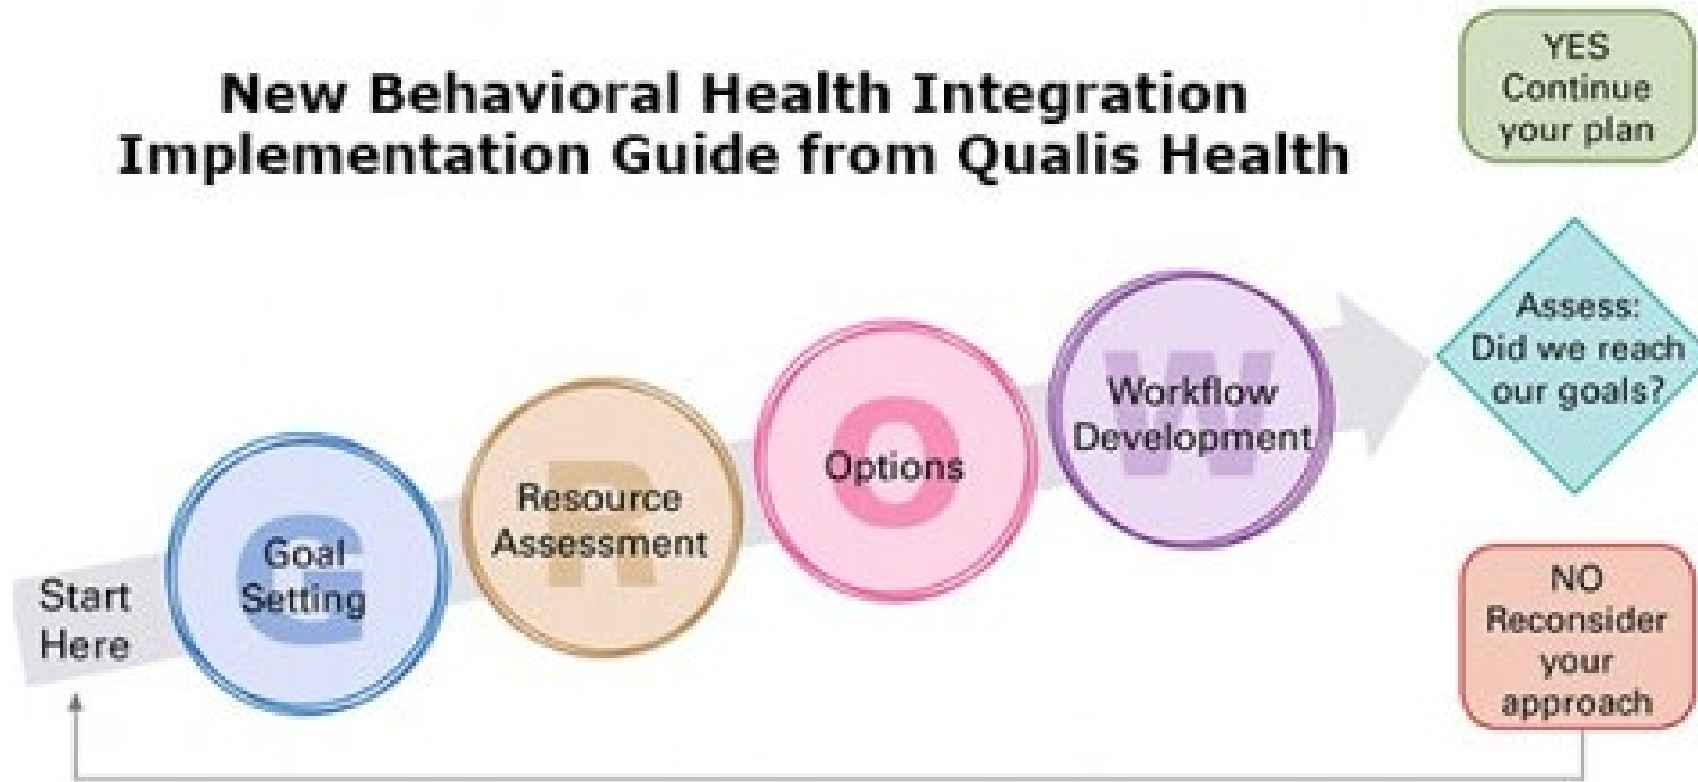 New Behavioral Health Integration
Implementation Guide from Qualis Health
Start
Here
G
Goal
Setting
R
Resource
Assessment
O
Options
W
Workflow
Development
Assess:
Did we reach
our goals?
YES
Continue
your plan
NO
Reconsider
your
approach